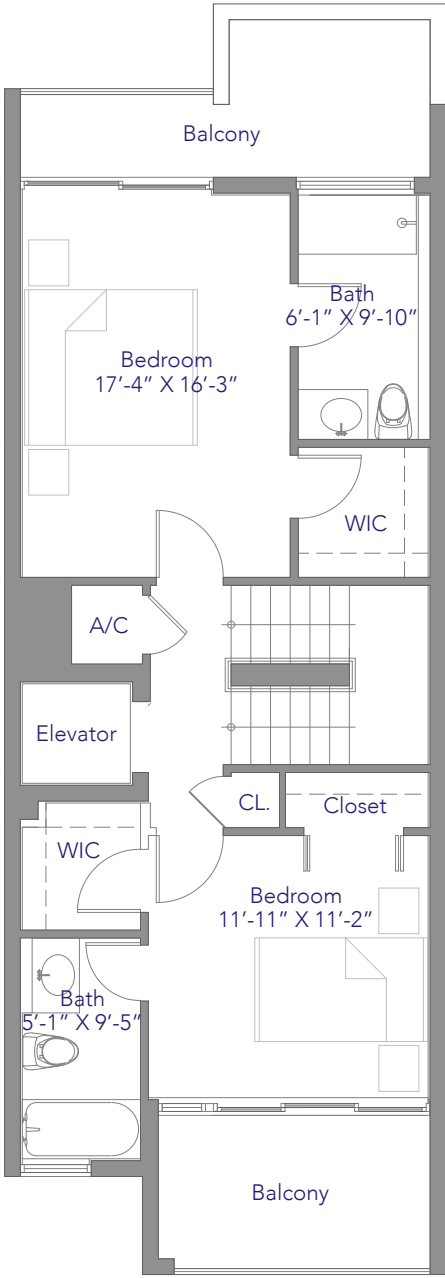 Balcony
Bath
6'-1" X 9'-10"
Bedroom
17'-4" X 16'-3"
WIC
A/C
Elevator
CL.
Closet
WIC
Bedroom
11'-11" X 11'-2"
Bath
5'-1" X 9'-5"
Balcony